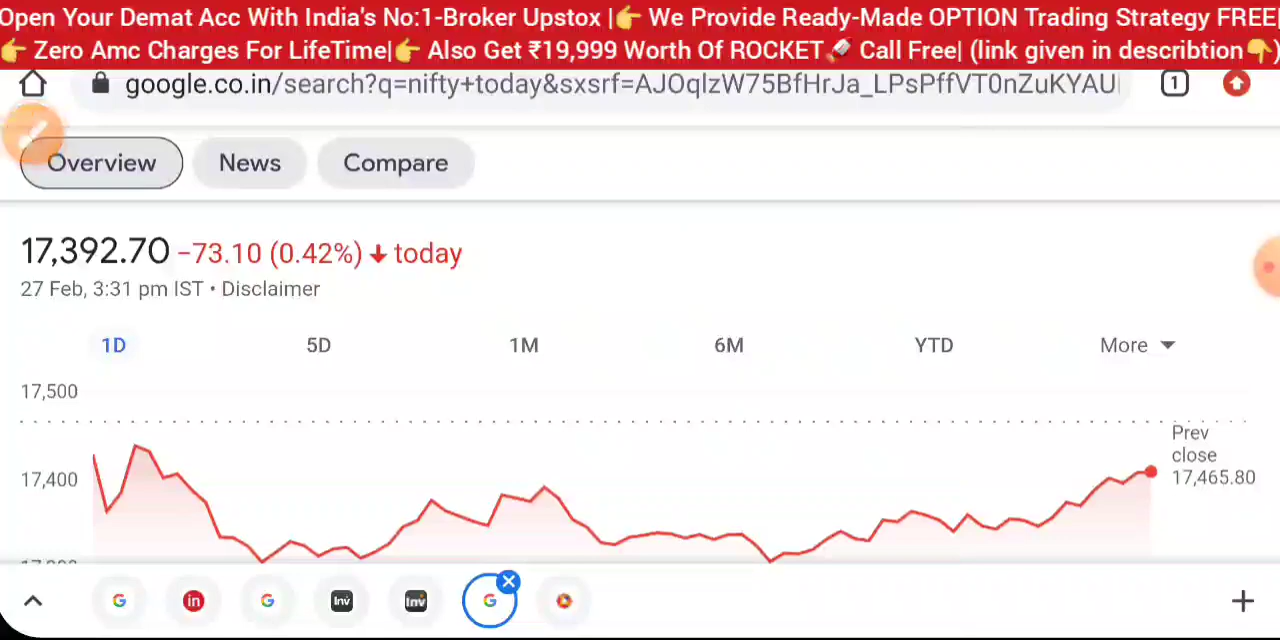 Open Your Demat Acc With India's No:1-Broker Upstox |👉 We Provide Ready-Made OPTION Trading Strategy FREE|
👉 Zero Amc Charges For LifeTime|👉 Also Get ₹19,999 Worth Of ROCKET🚀 Call Free| (link given in describtion👇)
google.co.in/search?q=nifty+today&sxsrf=AJOqlzW75BfHrJa_LPsPffVT0nZuKYAU
1
Overview
News
Compare
17,392.70 −73.10 (0.42%) ↓ today
27 Feb, 3:31 pm IST • Disclaimer
1D 5D 1M 6M YTD More
17,500
Prev
close
17,465.80
17,400
G in G Inv Inv G